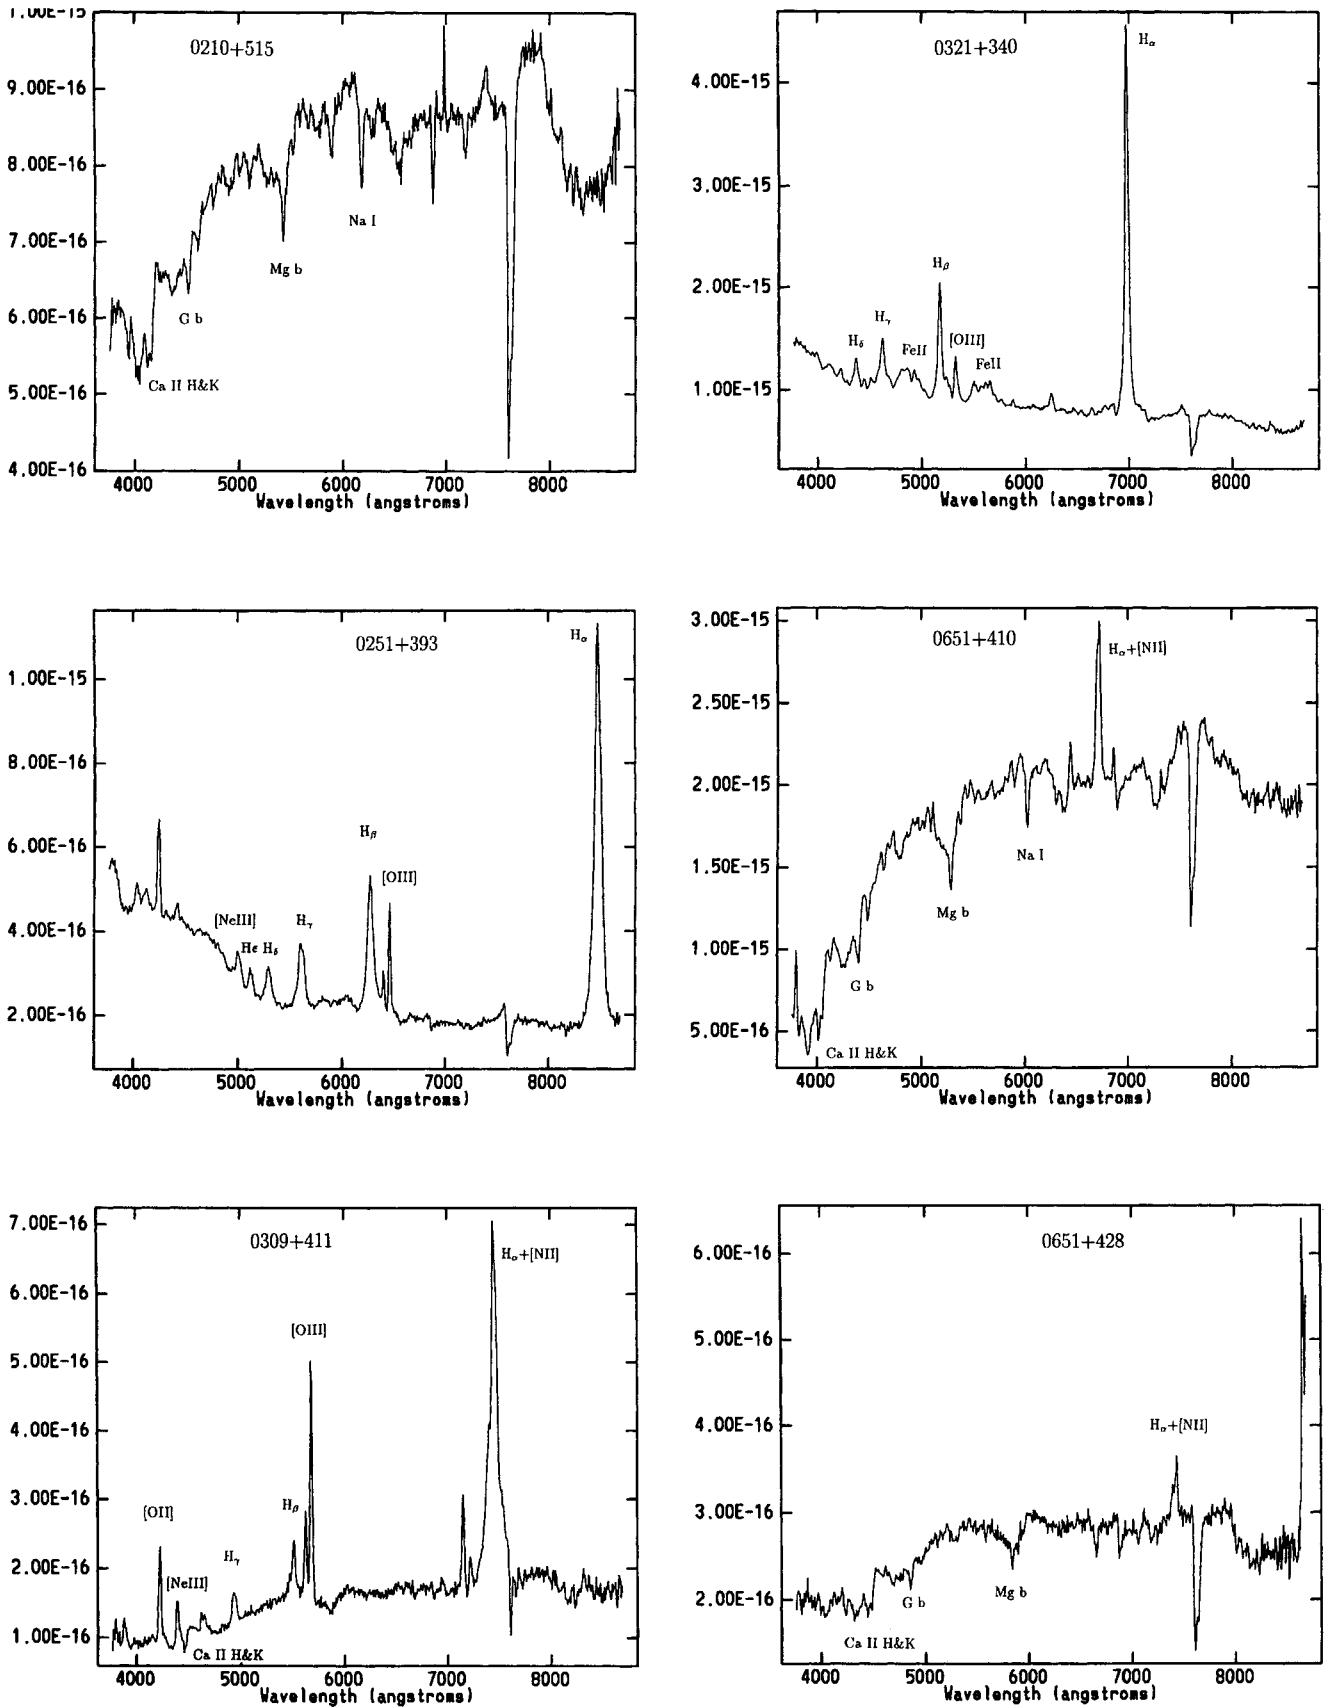 1.00E-15
0210+515
9.00E-16
8.00E-16
7.00E-16
6.00E-16
5.00E-16
4.00E-16
Na I
Mg b
G b
Ca II H&K
4000 5000 6000 7000 8000
Wavelength (angstroms)
0321+340
Hα
4.00E-15
3.00E-15
2.00E-15
1.00E-15
Hβ
Hγ
Hδ
FeII
[OIII]
FeII
4000 5000 6000 7000 8000
Wavelength (angstroms)
0251+393
Hα
1.00E-15
8.00E-16
6.00E-16
4.00E-16
2.00E-16
Hβ
[OIII]
[NeIII]
Hγ
Hε Hδ
4000 5000 6000 7000 8000
Wavelength (angstroms)
3.00E-15
0651+410
Hα+[NII]
2.50E-15
2.00E-15
1.50E-15
1.00E-15
5.00E-16
Na I
Mg b
G b
Ca II H&K
4000 5000 6000 7000 8000
Wavelength (angstroms)
7.00E-16
0309+411
Hα+[NII]
6.00E-16
5.00E-16
4.00E-16
3.00E-16
2.00E-16
1.00E-16
[OIII]
[OII]
Hβ
Hγ
[NeIII]
Ca II H&K
4000 5000 6000 7000 8000
Wavelength (angstroms)
0651+428
6.00E-16
5.00E-16
4.00E-16
3.00E-16
2.00E-16
Hα+[NII]
G b
Mg b
Ca II H&K
4000 5000 6000 7000 8000
Wavelength (angstroms)